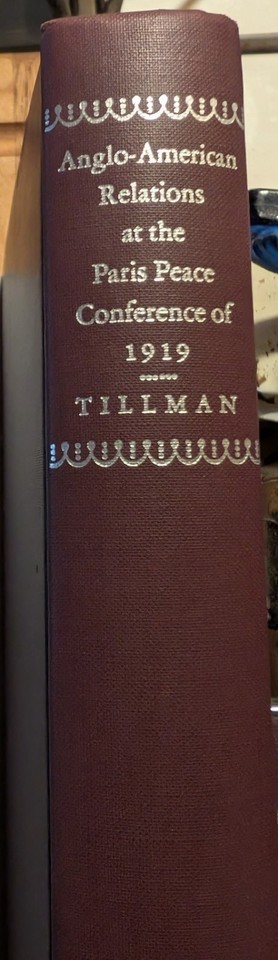 Anglo-American
Relations
at the
Paris Peace
Conference of
1919
TILLMAN